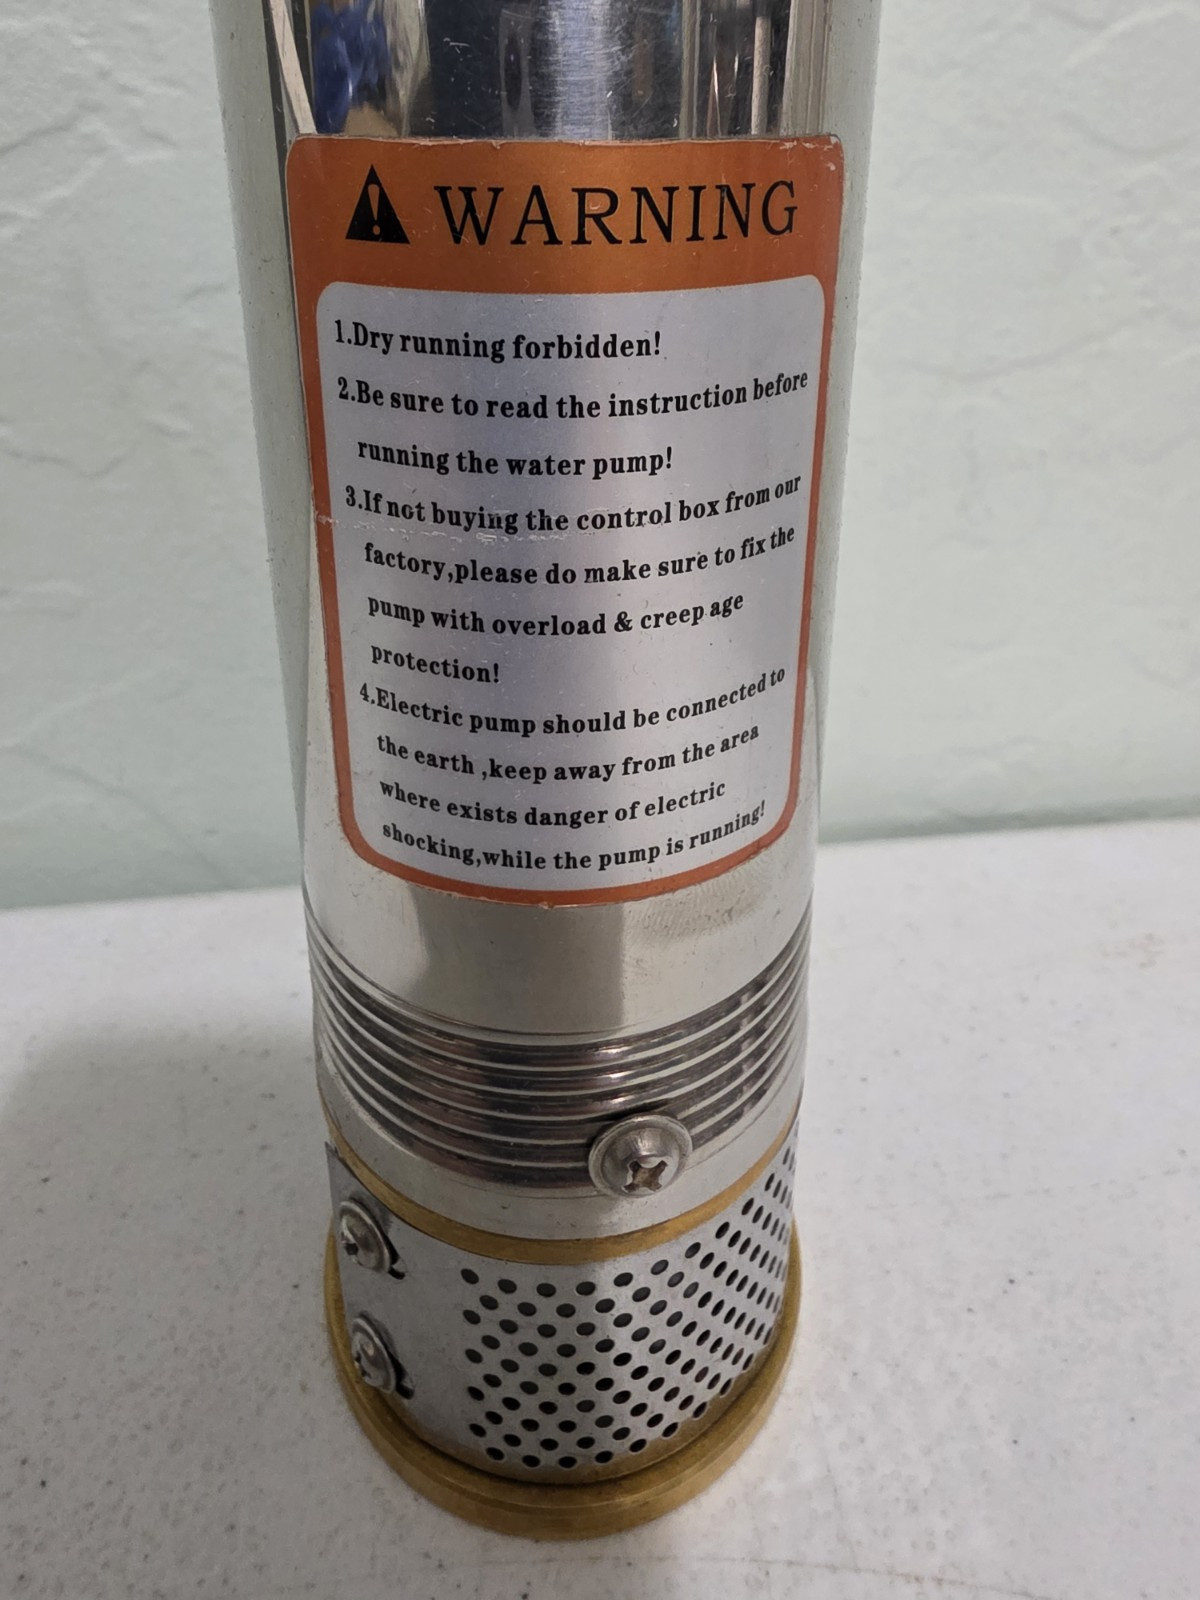 WARNING
1.Dry running forbidden!
2.Be sure to read the instruction before
running the water pump!
3.If not buying the control box from our
factory,please do make sure to fix the
pump with overload & creep age
protection!
4.Electric pump should be connected to
the earth ,keep away from the area
where exists danger of electric
shocking,while the pump is running!